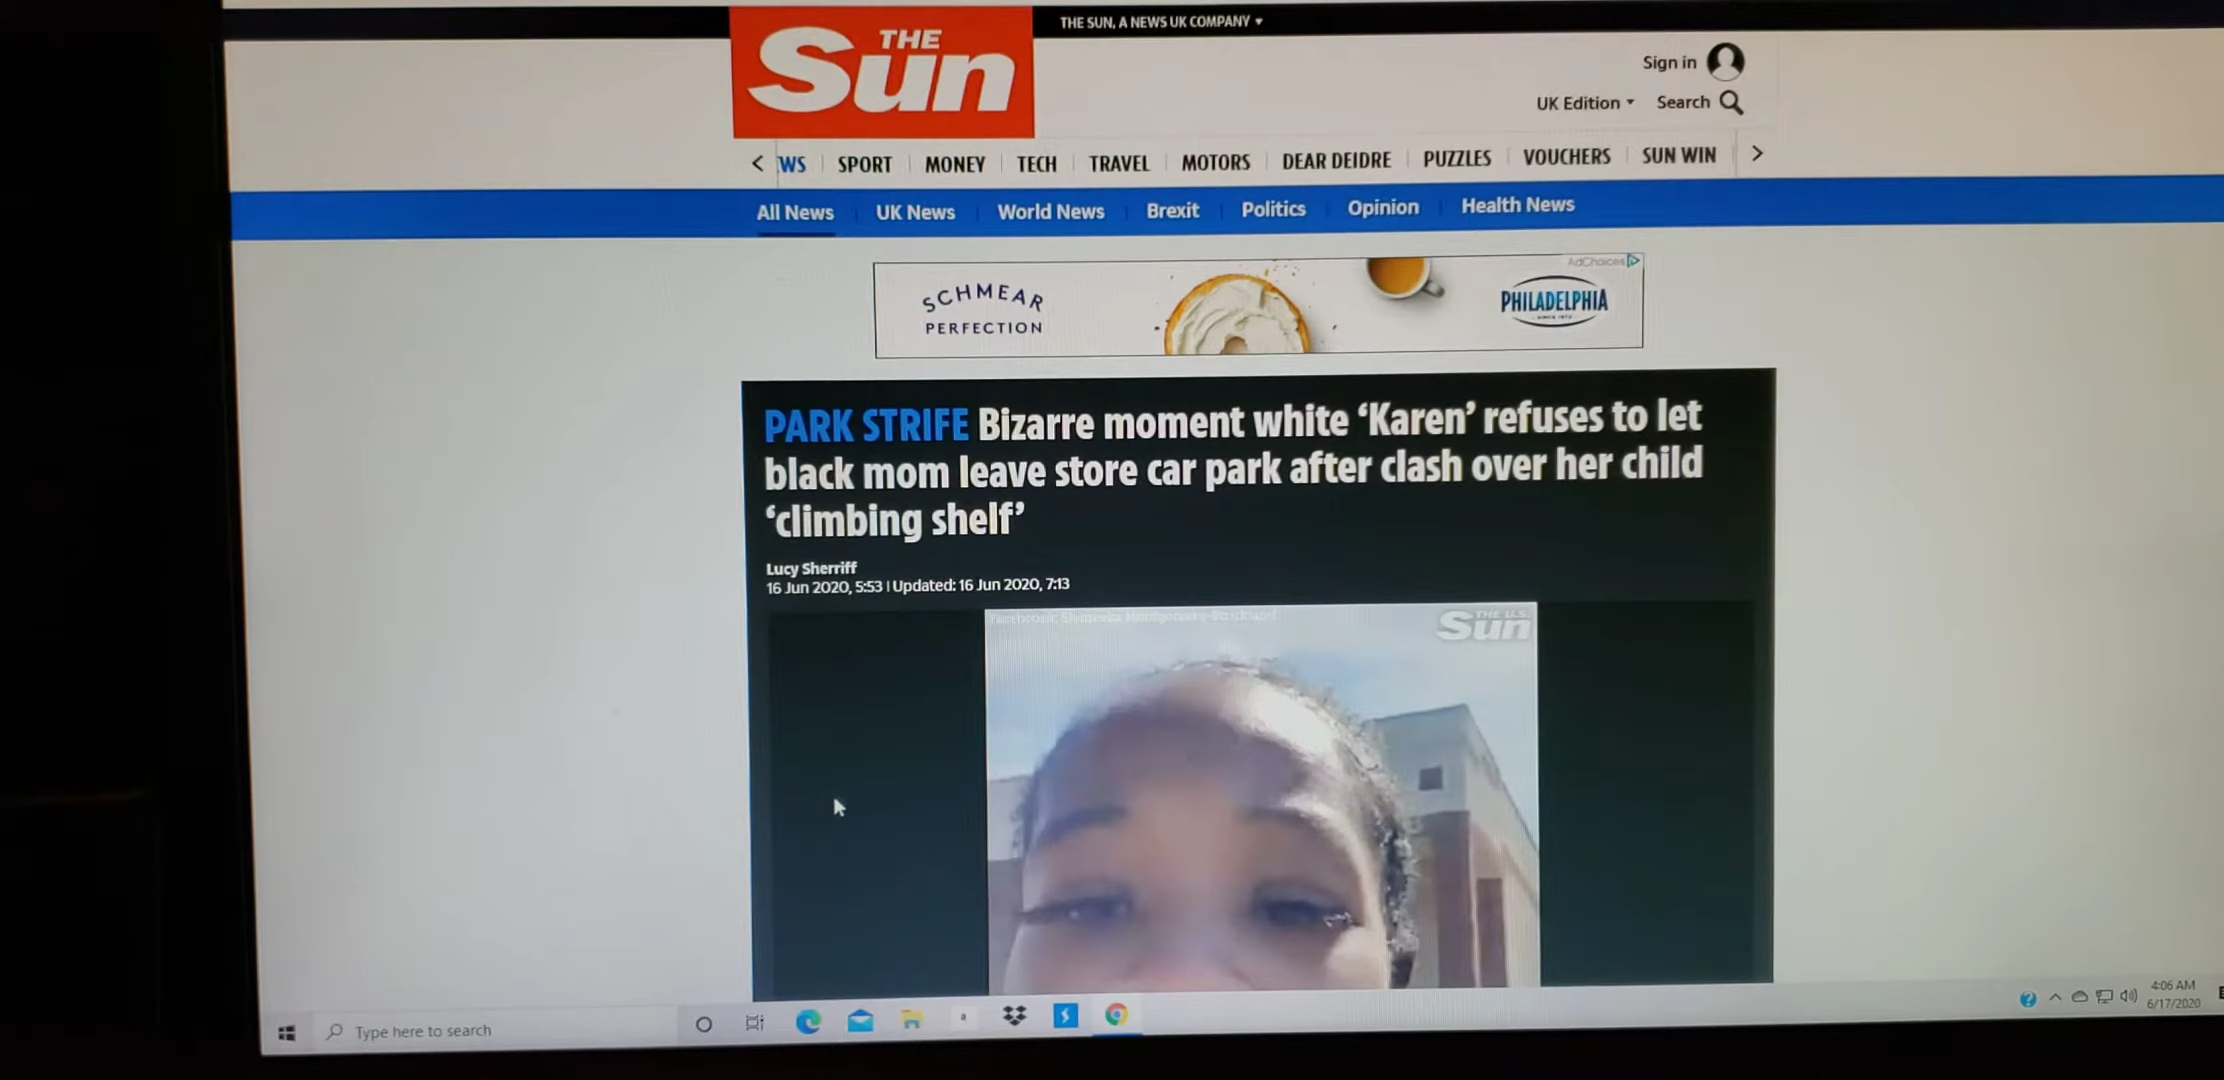 THE SUN, A NEWS UK COMPANY
THE
Sun
Sign in
UK Edition
Search
WS
SPORT
MONEY
TECH
TRAVEL
MOTORS
DEAR DEIDRE
PUZZLES
VOUCHERS
SUN WIN
All News
UK News
World News
Brexit
Politics
Opinion
Health News
AdChoices
SCHMEAR
PERFECTION
PHILADELPHIA
PARK STRIFE Bizarre moment white ‘Karen’ refuses to let
black mom leave store car park after clash over her child
‘climbing shelf’
Lucy Sherriff
16 Jun 2020, 5:53 | Updated: 16 Jun 2020, 7:13
THE U.S.
Sun
Type here to search
a
4:06 AM
6/17/2020